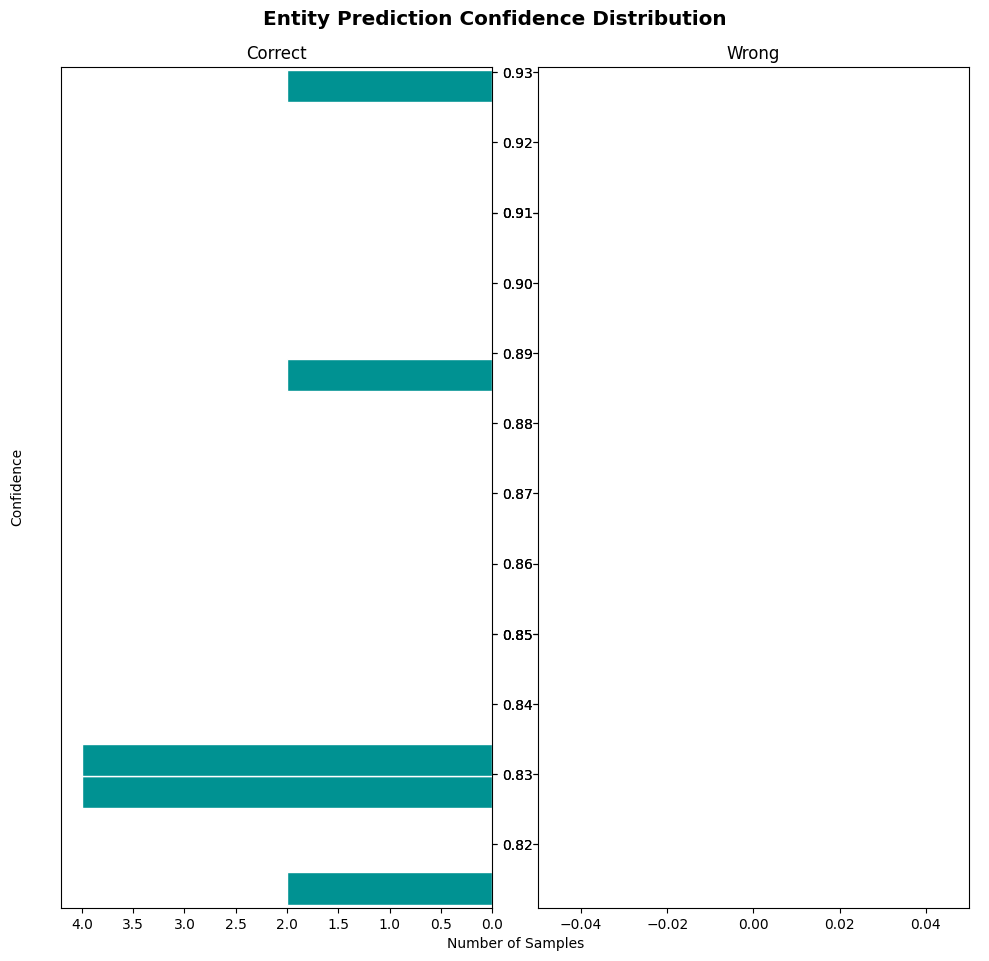 Entity Prediction Confidence Distribution
Correct
Wrong
0.93
0.92
0.91
0.90
0.89
0.88
0.87
0.86
0.85
0.84
0.83
0.82
Confidence
4.0 3.5 3.0 2.5 2.0 1.5 1.0 0.5 0.0
−0.04 −0.02 0.00 0.02 0.04
Number of Samples